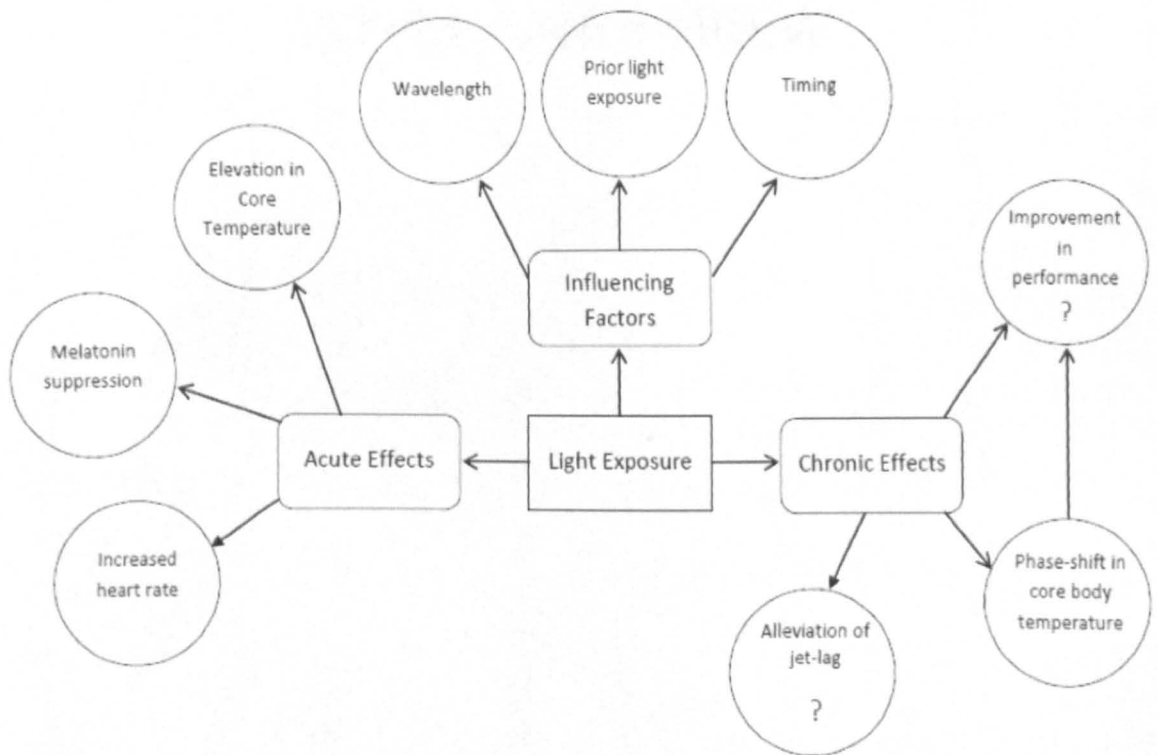 Wavelength
Prior light
exposure
Timing
Elevation in
Core
Temperature
Improvement
in
performance
?
Influencing
Factors
Melatonin
suppression
Acute Effects
Light Exposure
Chronic Effects
Increased
heart rate
Phase-shift in
core body
temperature
Alleviation of
jet-lag
?